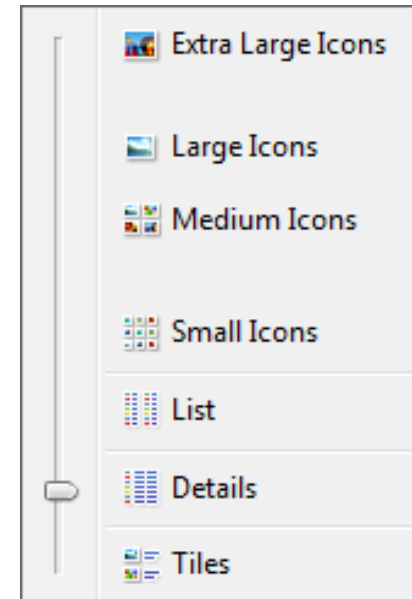 Extra Large Icons
Large Icons
Medium Icons
Small Icons
List
Details
Tiles